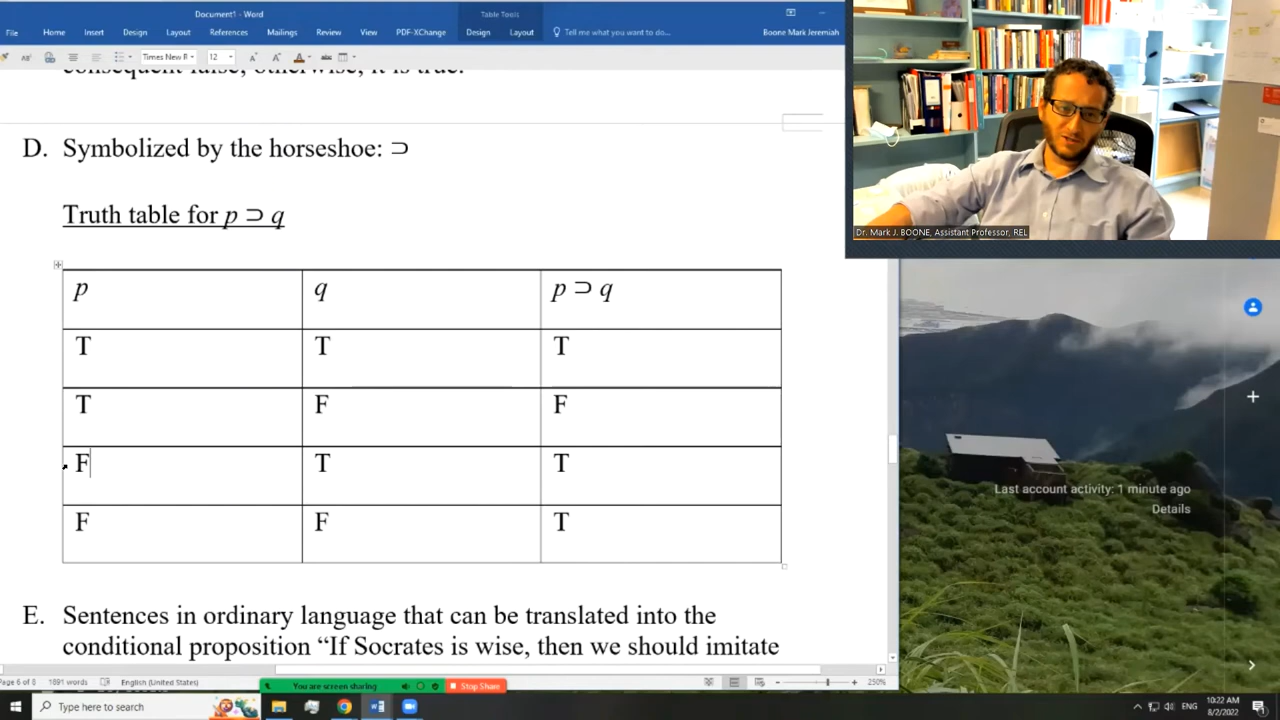 Document1 - Word
Table Tools
File Home Insert Design Layout References Mailings Review View PDF-XChange Design Layout Tell me what you want to do... Boone Mark Jeremiah
Times New R 12
consequent false; otherwise, it is true.
D. Symbolized by the horseshoe: ⊃
Truth table for p ⊃ q
p q p ⊃ q
T T T
T F F
F T T
F F T
E. Sentences in ordinary language that can be translated into the
conditional proposition “If Socrates is wise, then we should imitate
Dr. Mark J. BOONE, Assistant Professor, REL
Last account activity: 1 minute ago
Details
Page 6 of 8 1891 words English (United States) 250%
You are screen sharing Stop Share
Type here to search
ENG
10:22 AM
8/2/2022